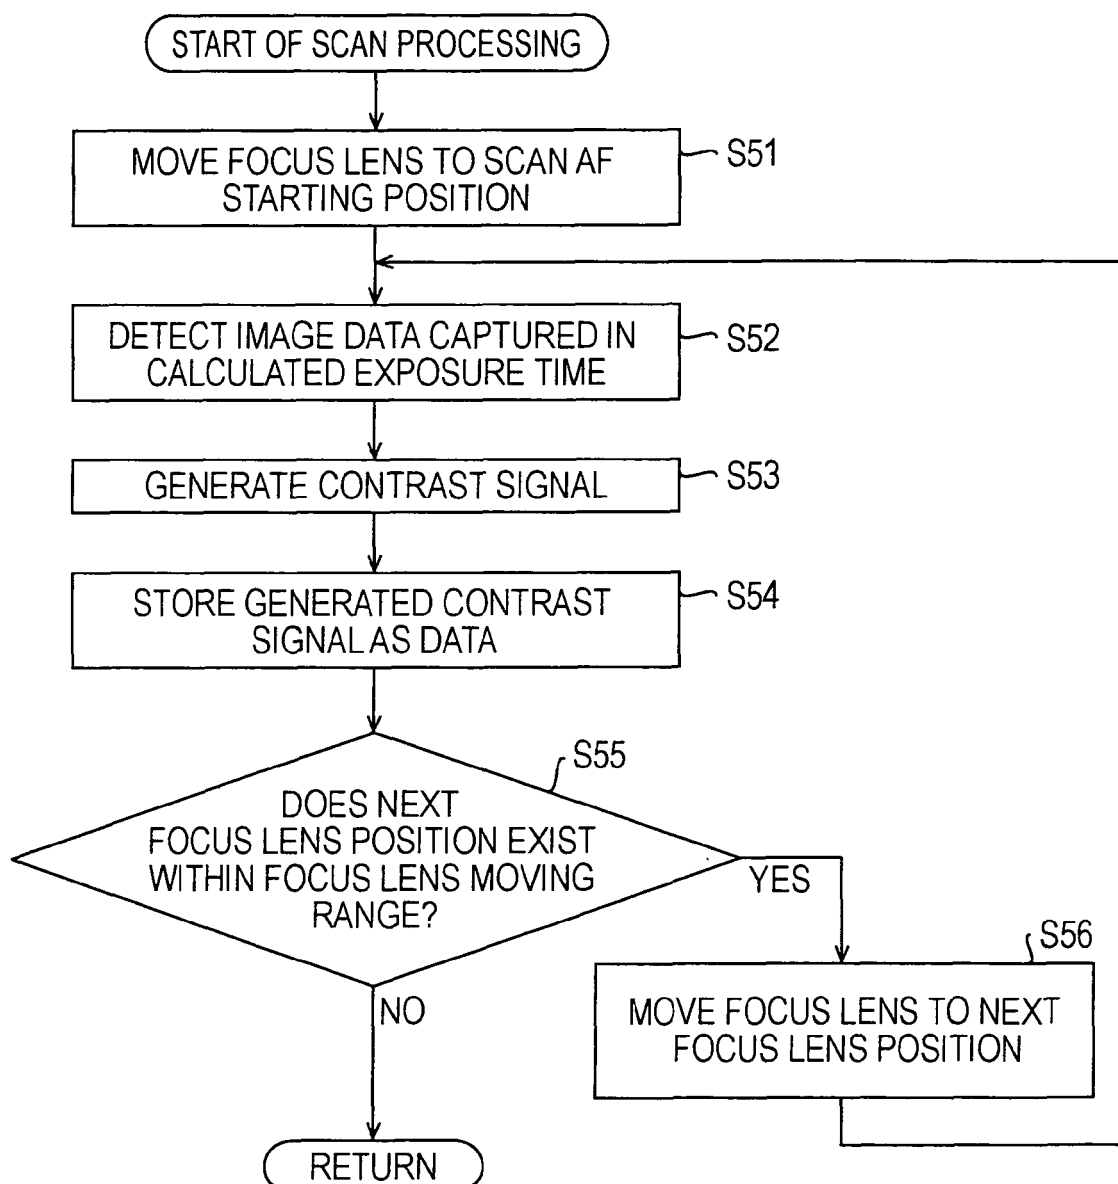 START OF SCAN PROCESSING
MOVE FOCUS LENS TO SCAN AF
STARTING POSITION
S51
DETECT IMAGE DATA CAPTURED IN
CALCULATED EXPOSURE TIME
S52
GENERATE CONTRAST SIGNAL
S53
STORE GENERATED CONTRAST
SIGNAL AS DATA
S54
S55
DOES NEXT
FOCUS LENS POSITION EXIST
WITHIN FOCUS LENS MOVING
RANGE?
YES
NO
S56
MOVE FOCUS LENS TO NEXT
FOCUS LENS POSITION
RETURN